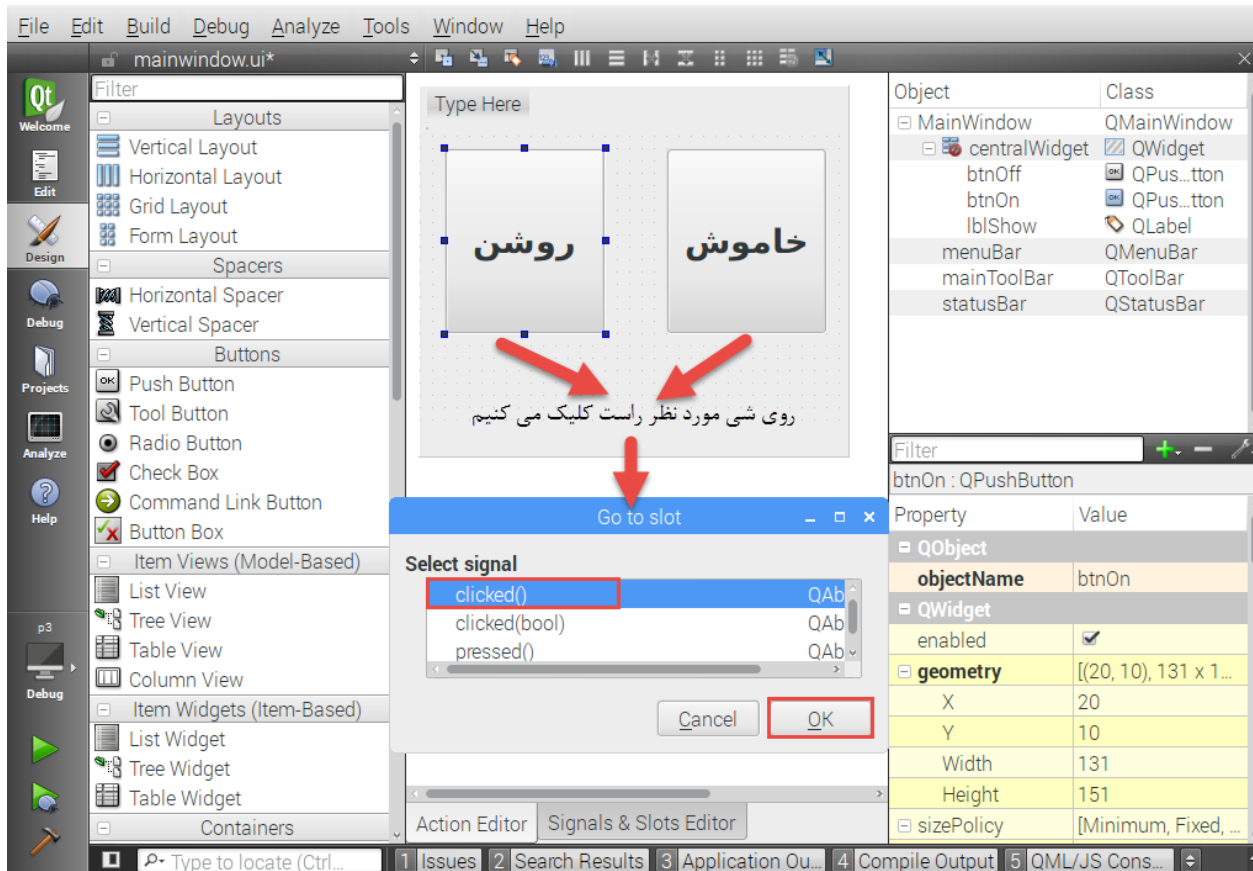 File Edit Build Debug Analyze Tools Window Help
mainwindow.ui*
Qt
Welcome
Edit
Design
Debug
Projects
Analyze
Help
p3
Debug
Filter
Layouts
Vertical Layout
Horizontal Layout
Grid Layout
Form Layout
Spacers
Horizontal Spacer
Vertical Spacer
Buttons
OK Push Button
Tool Button
Radio Button
Check Box
Command Link Button
Button Box
Item Views (Model-Based)
List View
Tree View
Table View
Column View
Item Widgets (Item-Based)
List Widget
Tree Widget
Table Widget
Containers
Type Here
روشن
خاموش
روی شی مورد نظر راست کلیک می کنیم
Go to slot
Select signal
clicked() QAb
clicked(bool) QAb
pressed() QAb
Cancel OK
Action Editor Signals & Slots Editor
Object Class
MainWindow QMainWindow
centralWidget QWidget
btnOff OK QPus...tton
btnOn OK QPus...tton
lblShow QLabel
menuBar QMenuBar
mainToolBar QToolBar
statusBar QStatusBar
Filter
btnOn : QPushButton
Property Value
QObject
objectName btnOn
QWidget
enabled
geometry [(20, 10), 131 x 1...
X 20
Y 10
Width 131
Height 151
sizePolicy [Minimum, Fixed, ...
Type to locate (Ctrl... 1 Issues 2 Search Results 3 Application Ou... 4 Compile Output 5 QML/JS Cons...